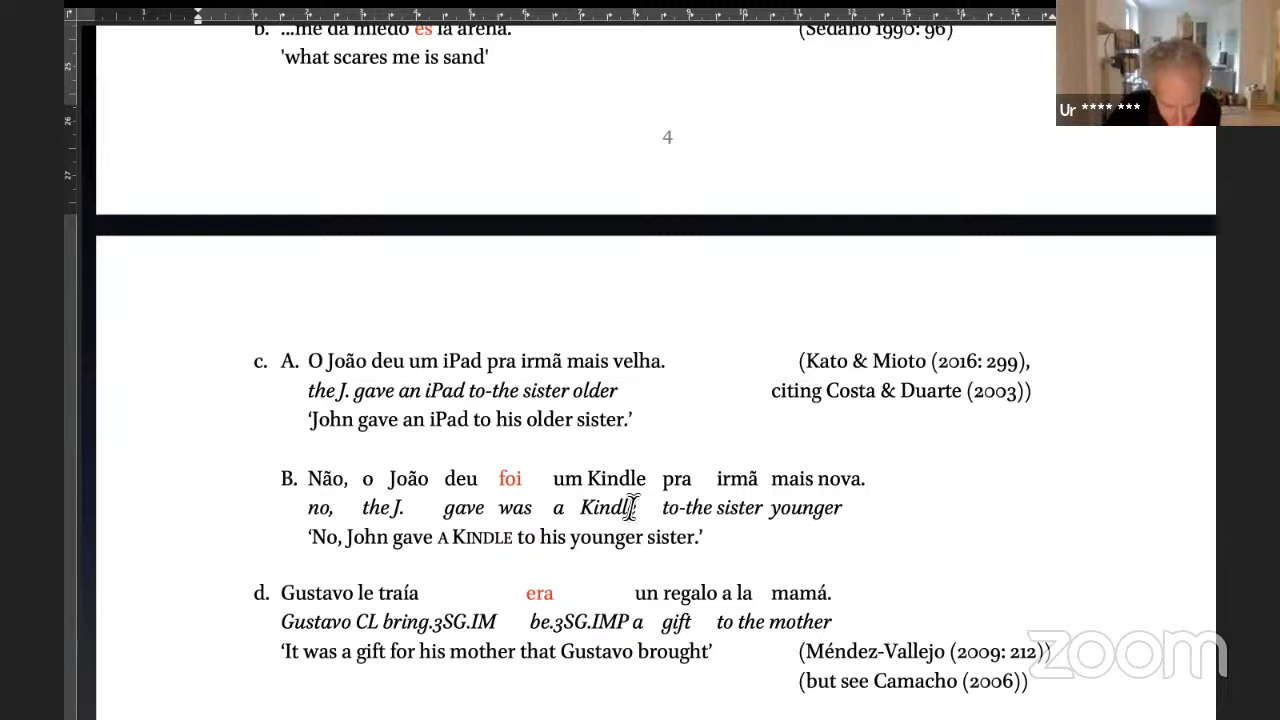 b. ...me da miedo es la arena. (Sedano 1990: 96)
'what scares me is sand'
4
c. A. O João deu um iPad pra irmã mais velha. (Kato & Mioto (2016: 299),
the J. gave an iPad to-the sister older citing Costa & Duarte (2003))
‘John gave an iPad to his older sister.’
B. Não, o João deu foi um Kindle pra irmã mais nova.
no, the J. gave was a Kindle to-the sister younger
‘No, John gave A KINDLE to his younger sister.’
d. Gustavo le traía era un regalo a la mamá.
Gustavo CL bring.3SG.IM be.3SG.IMP a gift to the mother
‘It was a gift for his mother that Gustavo brought’ (Méndez-Vallejo (2009: 212))
(but see Camacho (2006))
Ur **** ***
zoom